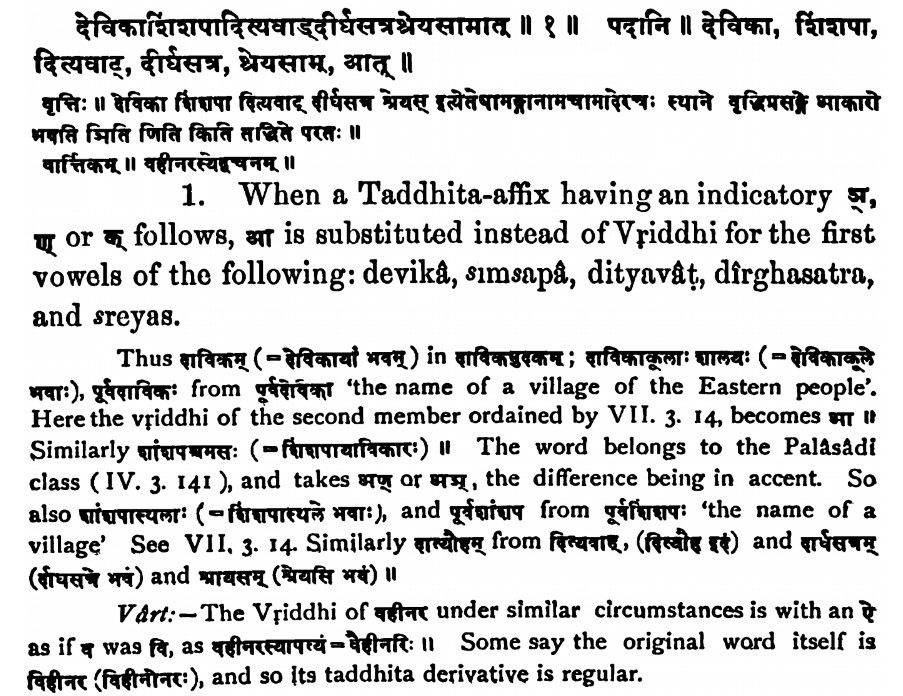 देविकाशिंशपादित्यवाड्दीर्घसत्रश्रेयसामात् ॥ १ ॥ पदानि ॥ देविका, शिंशपा,
दित्यवाट्, दीर्घसत्र, श्रेयसाम्, आत् ॥
वृत्तिः ॥ देविका शिंशपा दित्यवाट् दीर्घसत्र श्रेयस् इत्येतेषामङ्गानामचामादेरचः स्थाने वृद्धिप्रसङ्गे आकारो
भवति ञिति णिति किति तद्धिते परतः ॥
वार्त्तिकम् ॥ वहीनरस्येद्वचनम् ॥
1. When a Taddhita-affix having an indicatory ञ्,
ण् or क् follows, आ is substituted instead of Vṛiddhi for the first
vowels of the following: devikâ, sımsapâ, dityavâṭ, dîrghasatra,
and sreyas.
Thus दाविकम् (=देविकायां भवम्) in दाविकमुदकम् ; दाविकाकूलाः शालयः (=देविकाकूले
भवाः), पूर्वदाविकः from पूर्वदेविका 'the name of a village of the Eastern people'.
Here the vṛiddhi of the second member ordained by VII. 3. 14, becomes आ ॥
Similarly शांशपश्चमसः (=शिंशपायाविकारः) ॥ The word belongs to the Palâsâdi
class ( IV. 3. 141 ), and takes अण् or अञ्, the difference being in accent. So
also शांशपास्थलाः (=शिंशपास्थले भवाः), and पूर्वशांशप from पूर्वशिंशपः 'the name of a
village' See VII. 3. 14. Similarly दात्यौहम् from दित्यवाह्, (दित्यौह इदं) and दार्घसत्रम्
(दीर्घसत्रे भवं) and श्रायसम् (श्रेयसि भवं) ॥
Vârt:—The Vṛiddhi of वहीनर under similar circumstances is with an ऐ
as if व was वि, as वहीनरस्यापत्यं=वैहीनरिः ॥ Some say the original word itself is
विहीनर (विहीनोनरः), and so its taddhita derivative is regular.